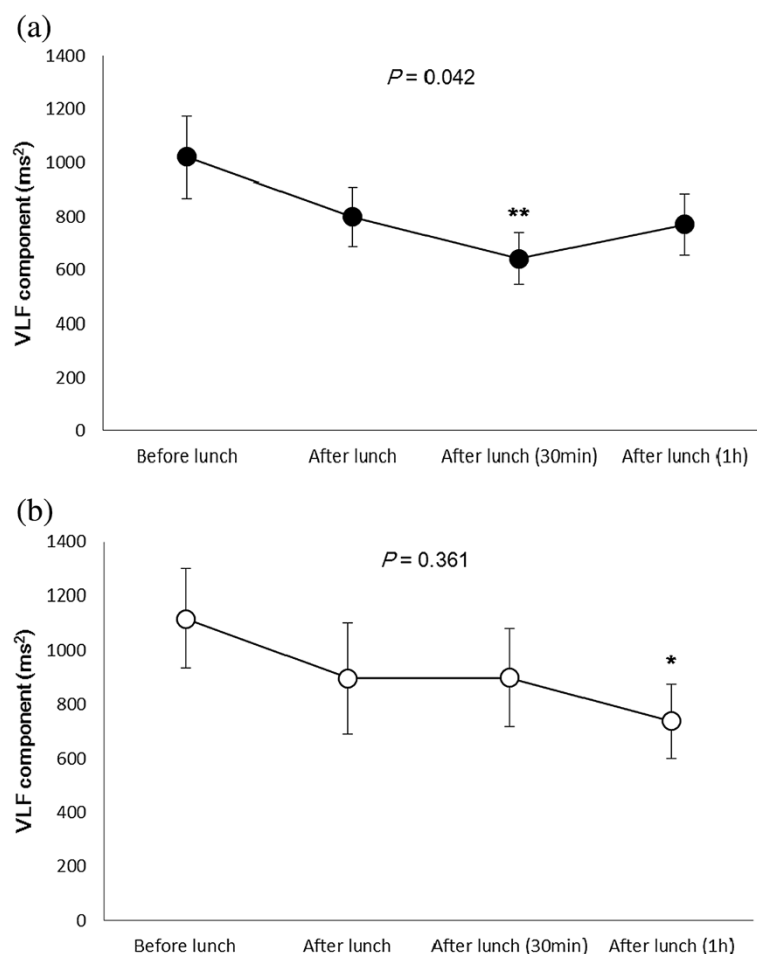 (a)
VLF component (ms²)
1400
1200
1000
800
600
400
200
0
P = 0.042
**
Before lunch After lunch After lunch (30min) After lunch (1h)
(b)
VLF component (ms²)
1400
1200
1000
800
600
400
200
0
P = 0.361
*
Before lunch After lunch After lunch (30min) After lunch (1h)